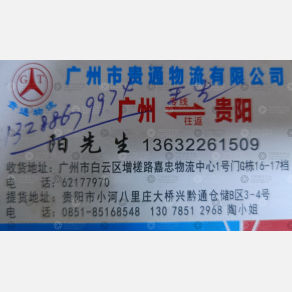 广州市贵通物流有限公司
GT
贵通物流
13288679974 王生
广州 专线 往返 贵阳
阳先生 13632261509
收货地址:广州市白云区增槎路嘉忠物流中心1号门G栋16-17档
电 话:62177970
提货地址:贵阳市小河八里庄大桥兴黔通仓储B区3-4号
电 话:0851-85168548 130 7851 2968 陶小姐